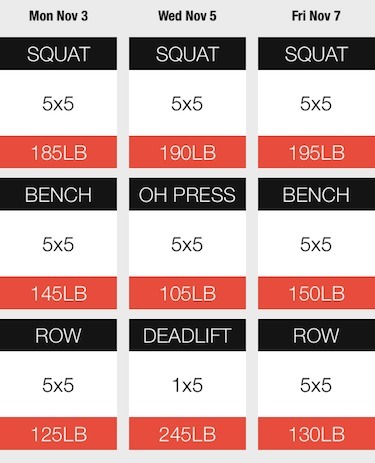 Mon Nov 3
Wed Nov 5
Fri Nov 7
SQUAT
SQUAT
SQUAT
5x5
5x5
5x5
185LB
190LB
195LB
BENCH
OH PRESS
BENCH
5x5
5x5
5x5
145LB
105LB
150LB
ROW
DEADLIFT
ROW
5x5
1x5
5x5
125LB
245LB
130LB